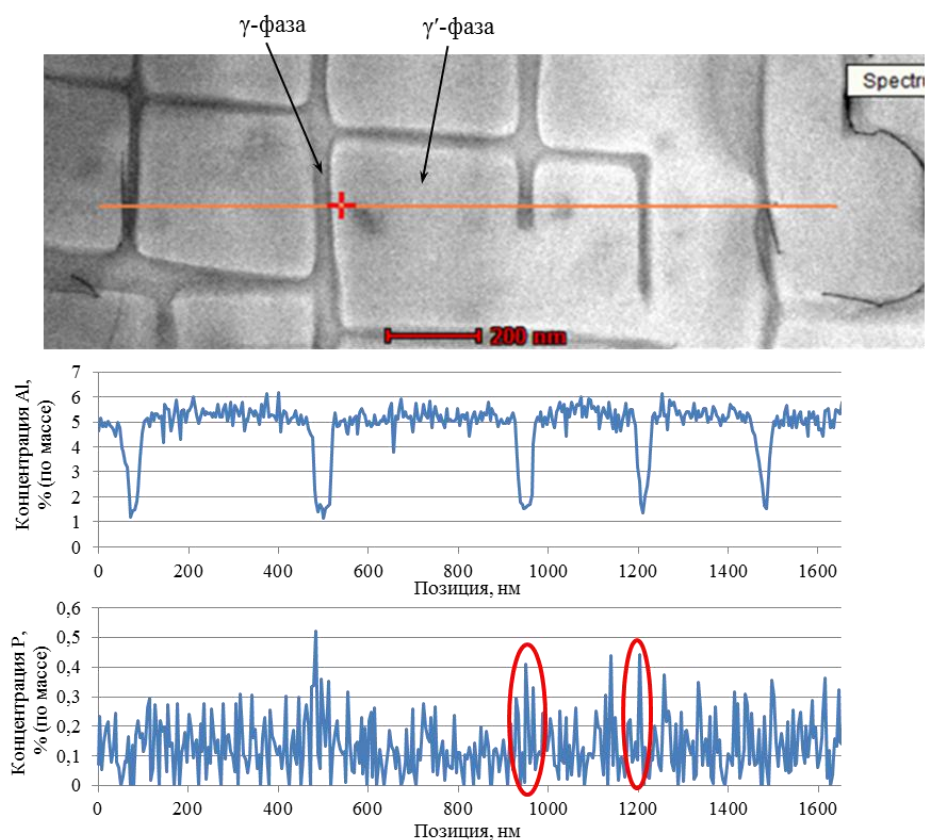 γ-фаза
γ′-фаза
Spectru
200 nm
Концентрация Al,
% (по массе)
7
6
5
4
3
2
1
0
0 200 400 600 800 1000 1200 1400 1600
Позиция, нм
Концентрация P,
% (по массе)
0,6
0,5
0,4
0,3
0,2
0,1
0
0 200 400 600 800 1000 1200 1400 1600
Позиция, нм